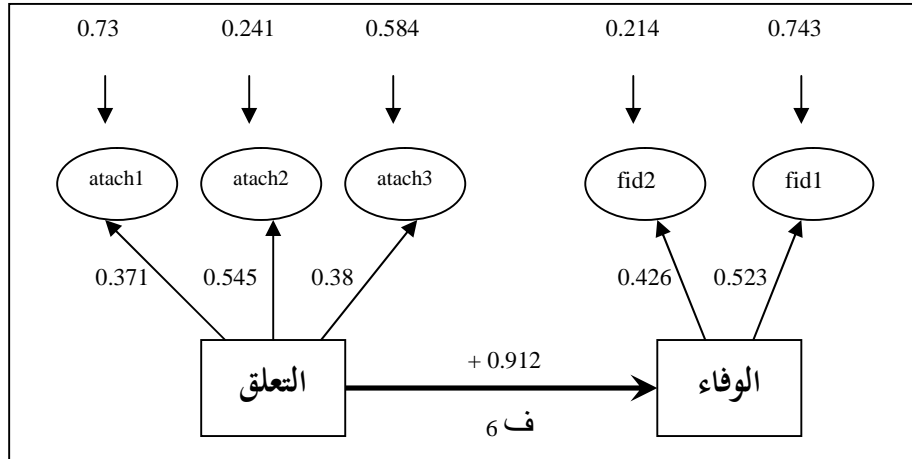 0.73 0.241 0.584 0.214 0.743
atach1 atach2 atach3 fid2 fid1
0.371 0.545 0.38 0.426 0.523
+ 0.912
التعلق الوفاء
ف 6